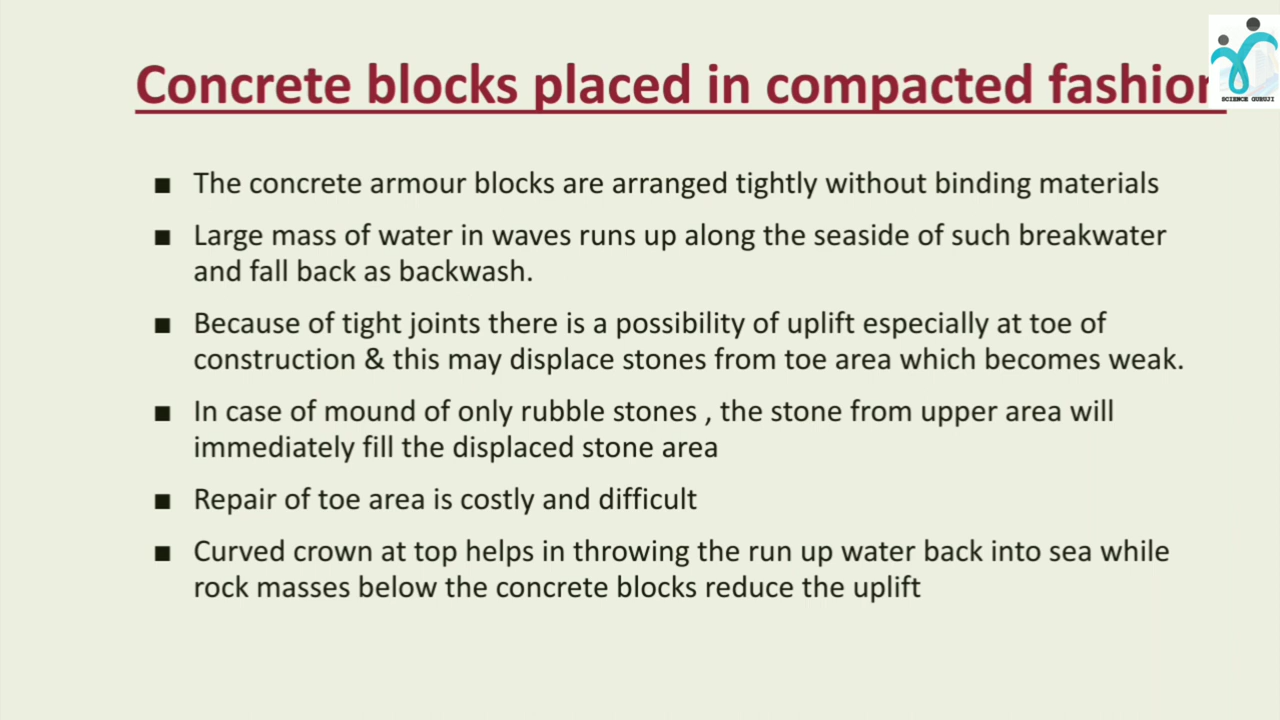 Concrete blocks placed in compacted fashion
SCIENCE GURUJI
■ The concrete armour blocks are arranged tightly without binding materials
■ Large mass of water in waves runs up along the seaside of such breakwater
and fall back as backwash.
■ Because of tight joints there is a possibility of uplift especially at toe of
construction & this may displace stones from toe area which becomes weak.
■ In case of mound of only rubble stones , the stone from upper area will
immediately fill the displaced stone area
■ Repair of toe area is costly and difficult
■ Curved crown at top helps in throwing the run up water back into sea while
rock masses below the concrete blocks reduce the uplift